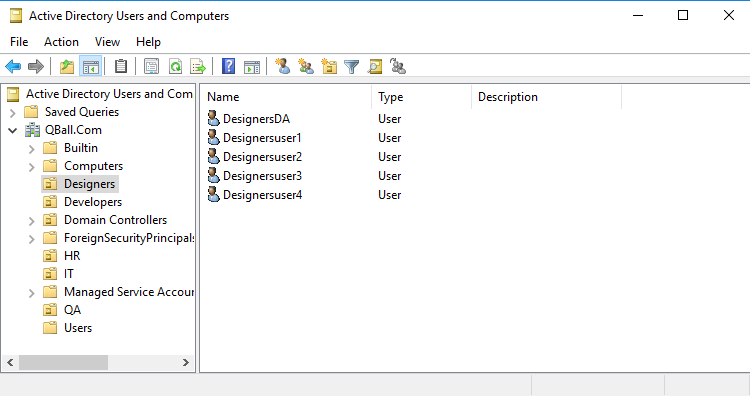 Active Directory Users and Computers
File Action View Help
Active Directory Users and Com
Saved Queries
QBall.Com
Builtin
Computers
Designers
Developers
Domain Controllers
ForeignSecurityPrincipals
HR
IT
Managed Service Accour
QA
Users
Name Type Description
DesignersDA User
Designersuser1 User
Designersuser2 User
Designersuser3 User
Designersuser4 User